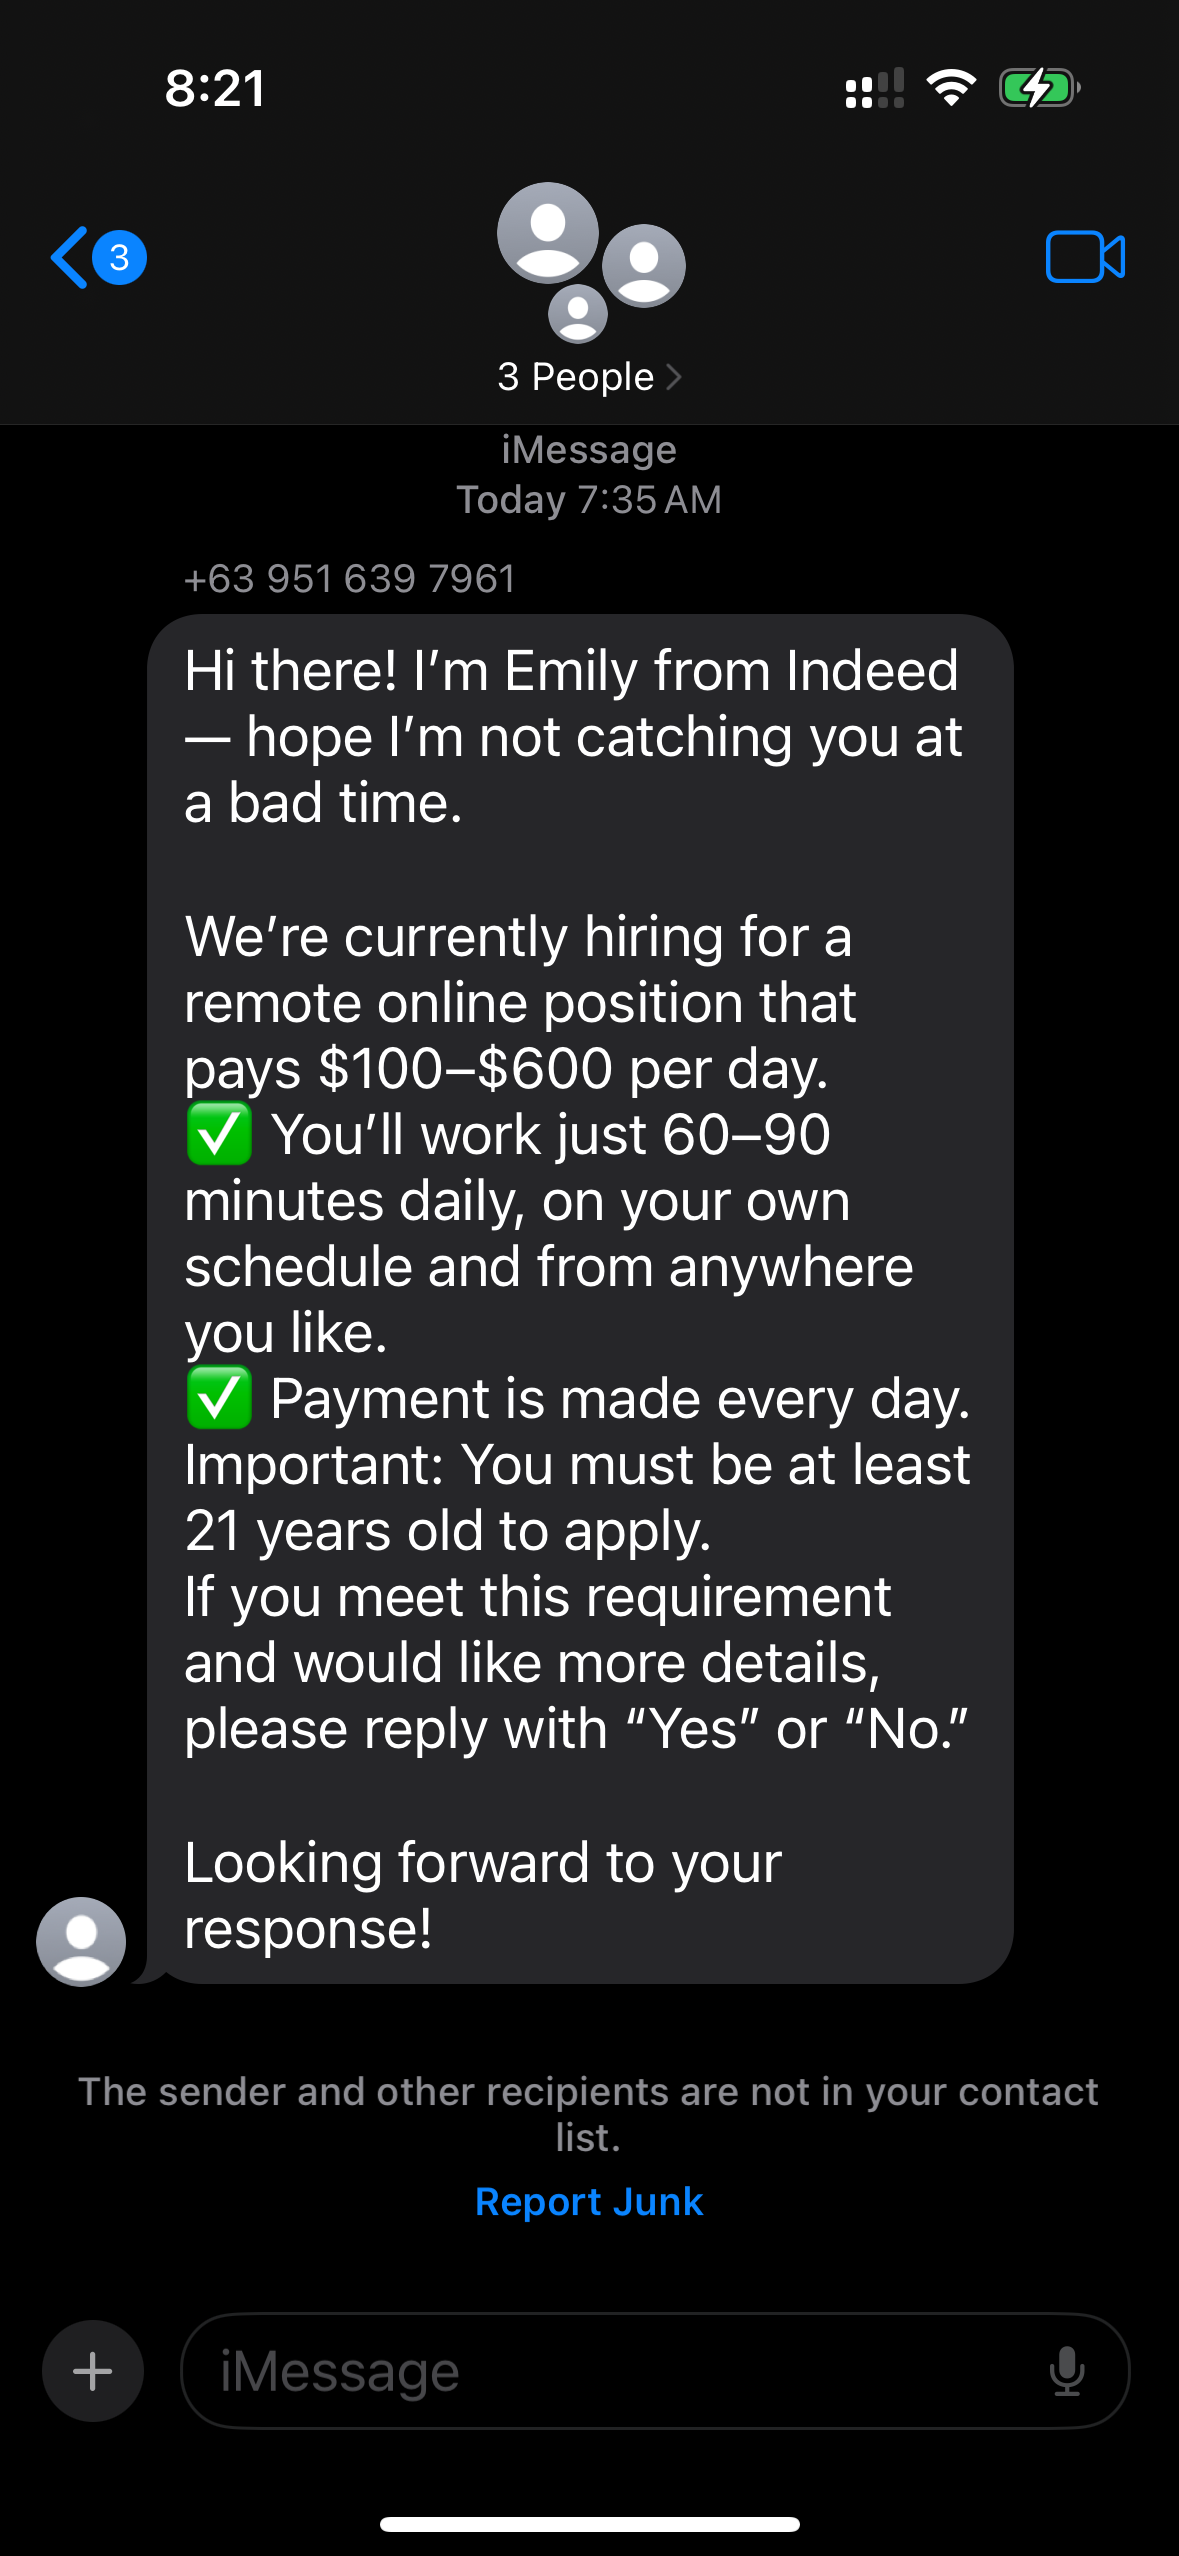 8:21
3
3 People
iMessage
Today 7:35 AM
+63 951 639 7961
Hi there! I’m Emily from Indeed
— hope I’m not catching you at
a bad time.
We’re currently hiring for a
remote online position that
pays $100–$600 per day.
✅ You’ll work just 60–90
minutes daily, on your own
schedule and from anywhere
you like.
✅ Payment is made every day.
Important: You must be at least
21 years old to apply.
If you meet this requirement
and would like more details,
please reply with “Yes” or “No.”
Looking forward to your
response!
The sender and other recipients are not in your contact
list.
Report Junk
iMessage